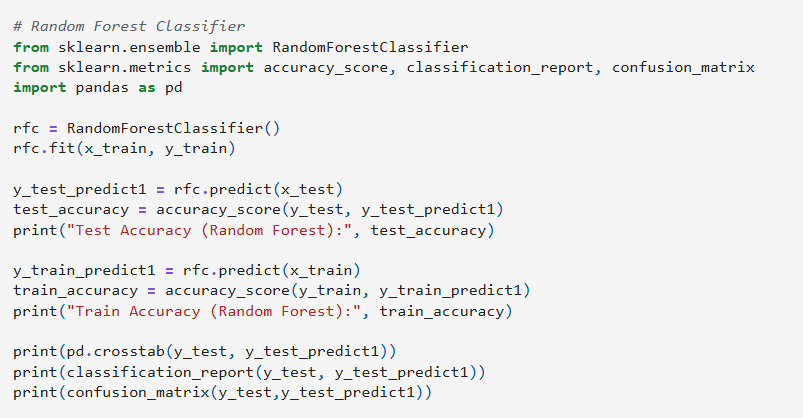 # Random Forest Classifier
from sklearn.ensemble import RandomForestClassifier
from sklearn.metrics import accuracy_score, classification_report, confusion_matrix
import pandas as pd
rfc = RandomForestClassifier()
rfc.fit(x_train, y_train)
y_test_predict1 = rfc.predict(x_test)
test_accuracy = accuracy_score(y_test, y_test_predict1)
print("Test Accuracy (Random Forest):", test_accuracy)
y_train_predict1 = rfc.predict(x_train)
train_accuracy = accuracy_score(y_train, y_train_predict1)
print("Train Accuracy (Random Forest):", train_accuracy)
print(pd.crosstab(y_test, y_test_predict1))
print(classification_report(y_test, y_test_predict1))
print(confusion_matrix(y_test,y_test_predict1))